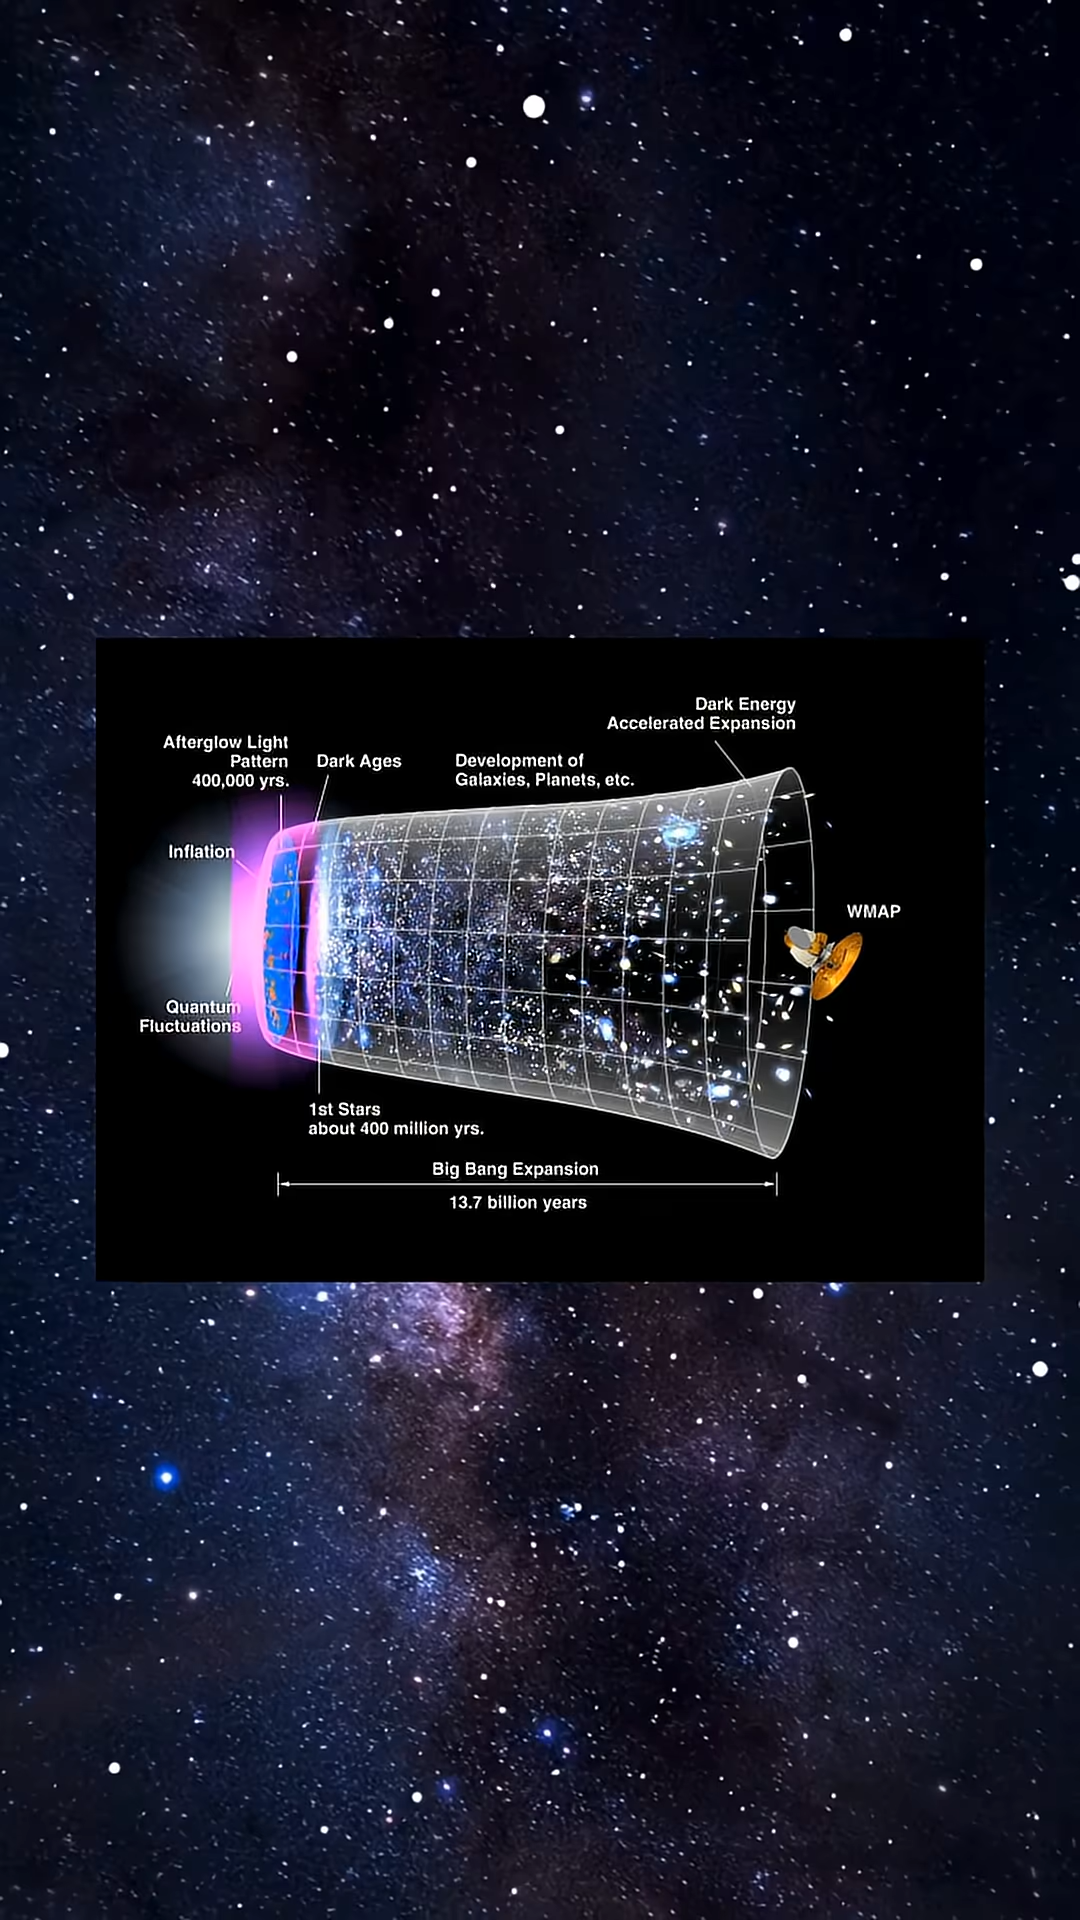 Dark Energy
Accelerated Expansion
Afterglow Light
Pattern
400,000 yrs.
Dark Ages
Development of
Galaxies, Planets, etc.
Inflation
WMAP
Quantum
Fluctuations
1st Stars
about 400 million yrs.
Big Bang Expansion
13.7 billion years